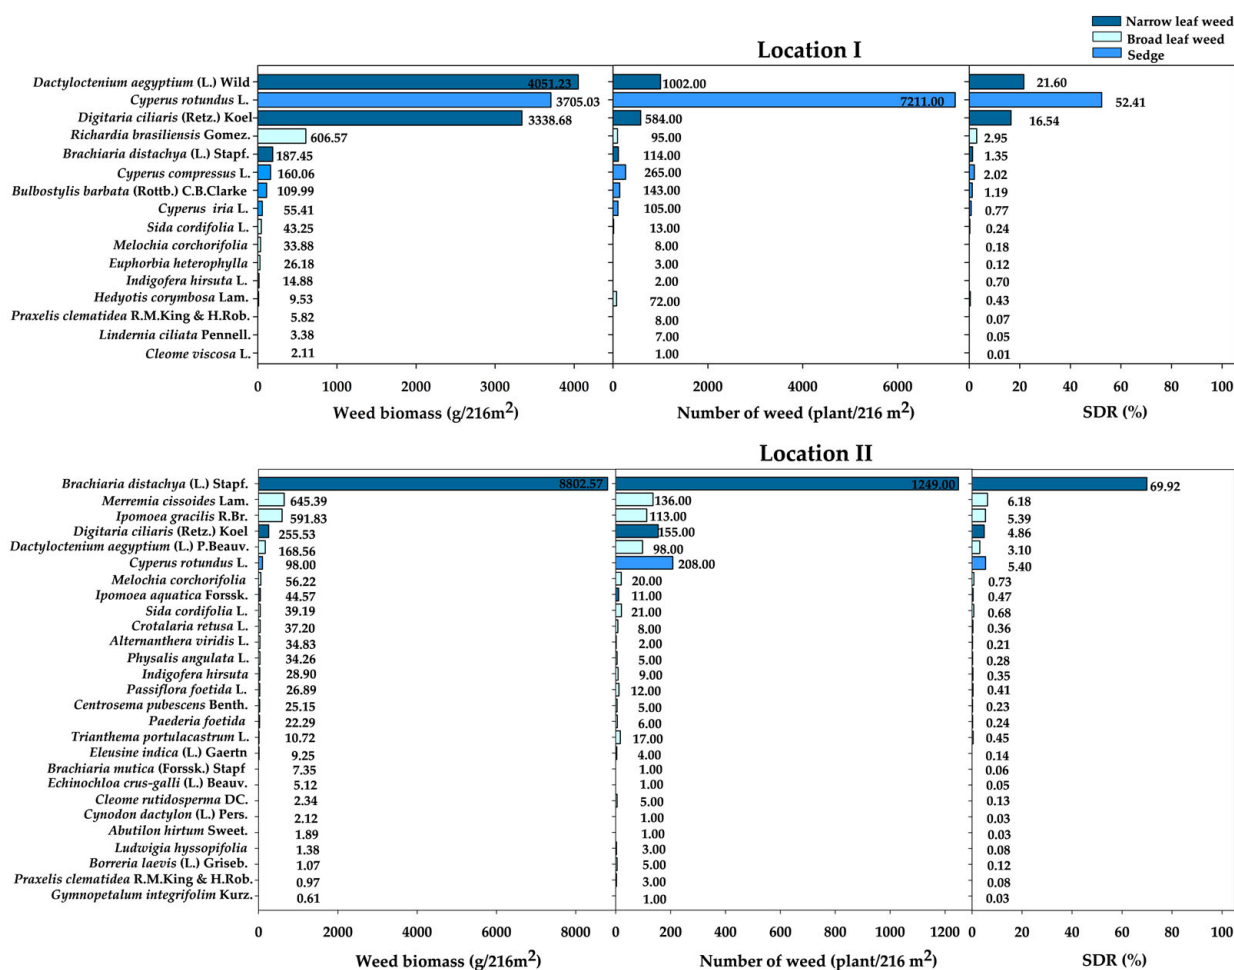 Narrow leaf weed
Broad leaf weed
Sedge
Location I
Dactyloctenium aegyptium (L.) Wild 4051.23 1002.00 21.60
Cyperus rotundus L. 3705.03 7211.00 52.41
Digitaria ciliaris (Retz.) Koel 3338.68 584.00 16.54
Richardia brasiliensis Gomez. 606.57 95.00 2.95
Brachiaria distachya (L.) Stapf. 187.45 114.00 1.35
Cyperus compressus L. 160.06 265.00 2.02
Bulbostylis barbata (Rottb.) C.B.Clarke 109.99 143.00 1.19
Cyperus iria L. 55.41 105.00 0.77
Sida cordifolia L. 43.25 13.00 0.24
Melochia corchorifolia 33.88 8.00 0.18
Euphorbia heterophylla 26.18 3.00 0.12
Indigofera hirsuta L. 14.88 2.00 0.70
Hedyotis corymbosa Lam. 9.53 72.00 0.43
Praxelis clematidea R.M.King & H.Rob. 5.82 8.00 0.07
Lindernia ciliata Pennell. 3.38 7.00 0.05
Cleome viscosa L. 2.11 1.00 0.01
0 1000 2000 3000 4000 0 2000 4000 6000 0 20 40 60 80 100
Weed biomass (g/216m²) Number of weed (plant/216 m²) SDR (%)
Location II
Brachiaria distachya (L.) Stapf. 8802.57 1249.00 69.92
Merremia cissoides Lam. 645.39 136.00 6.18
Ipomoea gracilis R.Br. 591.83 113.00 5.39
Digitaria ciliaris (Retz.) Koel 255.53 155.00 4.86
Dactyloctenium aegyptium (L.) P.Beauv. 168.56 98.00 3.10
Cyperus rotundus L. 98.00 208.00 5.40
Melochia corchorifolia 56.22 20.00 0.73
Ipomoea aquatica Forssk. 44.57 11.00 0.47
Sida cordifolia L. 39.19 21.00 0.68
Crotalaria retusa L. 37.20 8.00 0.36
Alternanthera viridis L. 34.83 2.00 0.21
Physalis angulata L. 34.26 5.00 0.28
Indigofera hirsuta 28.90 9.00 0.35
Passiflora foetida L. 26.89 12.00 0.41
Centrosema pubescens Benth. 25.15 5.00 0.23
Paederia foetida 22.29 6.00 0.24
Trianthema portulacastrum L. 10.72 17.00 0.45
Eleusine indica (L.) Gaertn 9.25 4.00 0.14
Brachiaria mutica (Forssk.) Stapf 7.35 1.00 0.06
Echinochloa crus-galli (L.) Beauv. 5.12 1.00 0.05
Cleome rutidosperma DC. 2.34 5.00 0.13
Cynodon dactylon (L.) Pers. 2.12 1.00 0.03
Abutilon hirtum Sweet. 1.89 1.00 0.03
Ludwigia hyssopifolia 1.38 3.00 0.08
Borreria laevis (L.) Griseb. 1.07 5.00 0.12
Praxelis clematidea R.M.King & H.Rob. 0.97 3.00 0.08
Gymnopetalum integrifolim Kurz. 0.61 1.00 0.03
0 2000 4000 6000 8000 0 200 400 600 800 1000 1200 0 20 40 60 80 100
Weed biomass (g/216m²) Number of weed (plant/216 m²) SDR (%)